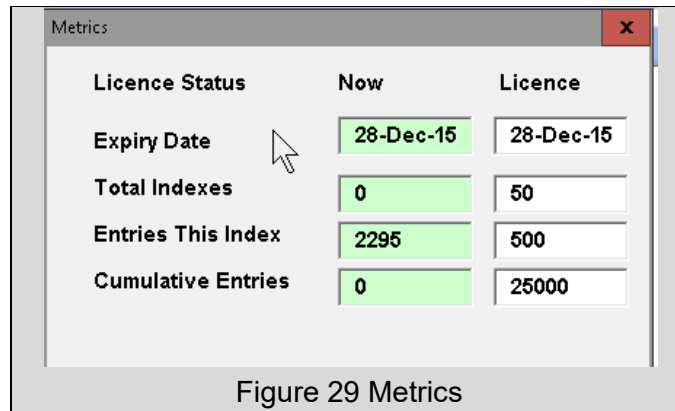 Metrics x
Licence Status Now Licence
Expiry Date 28-Dec-15 28-Dec-15
Total Indexes 0 50
Entries This Index 2295 500
Cumulative Entries 0 25000
Figure 29 Metrics